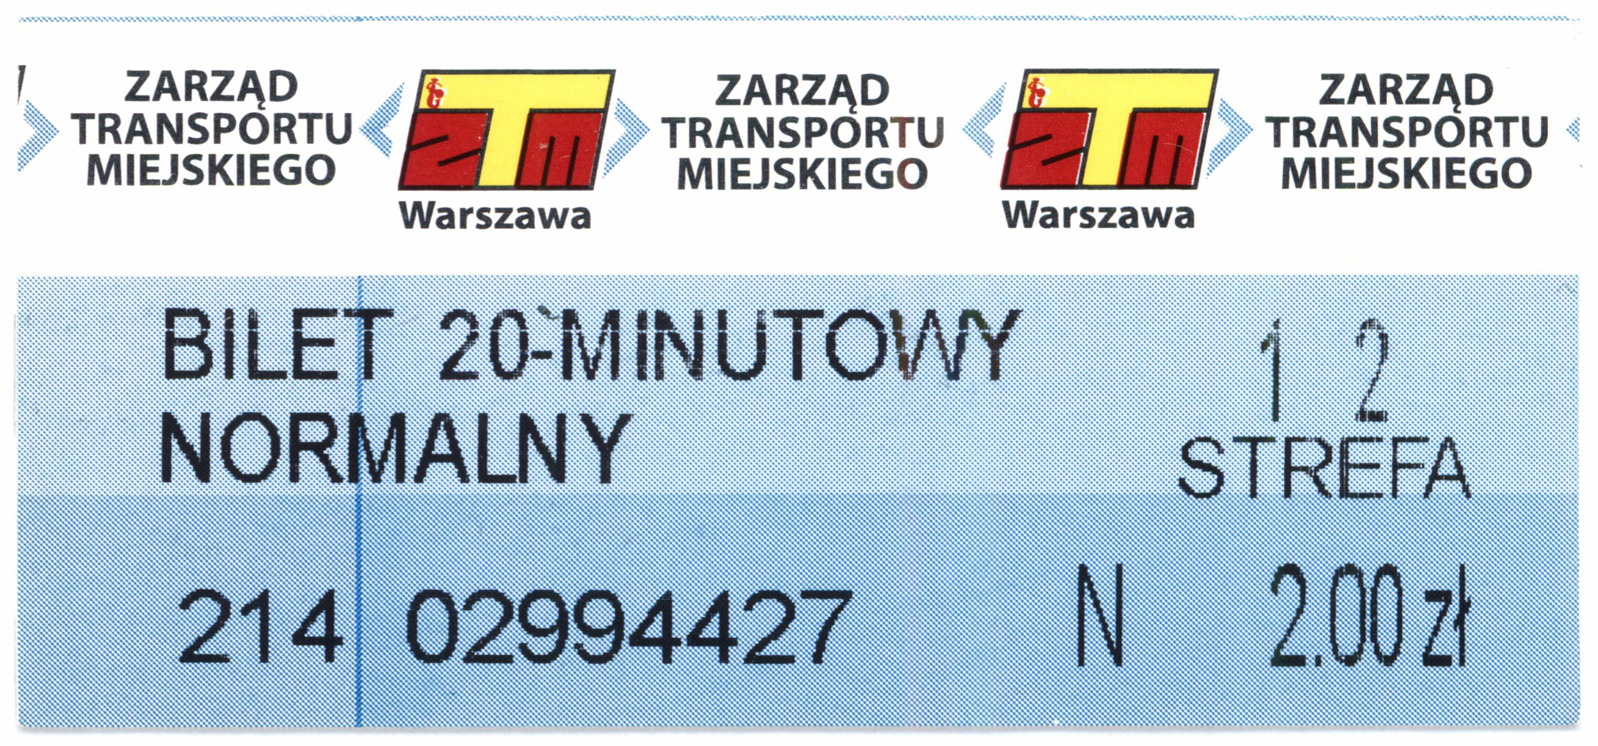 ZARZĄD
TRANSPORTU
MIEJSKIEGO
ZTM
Warszawa
ZARZĄD
TRANSPORTU
MIEJSKIEGO
ZTM
Warszawa
ZARZĄD
TRANSPORTU
MIEJSKIEGO
BILET 20-MINUTOWY
NORMALNY
1 2
STREFA
214 02994427 N 2.00 zł